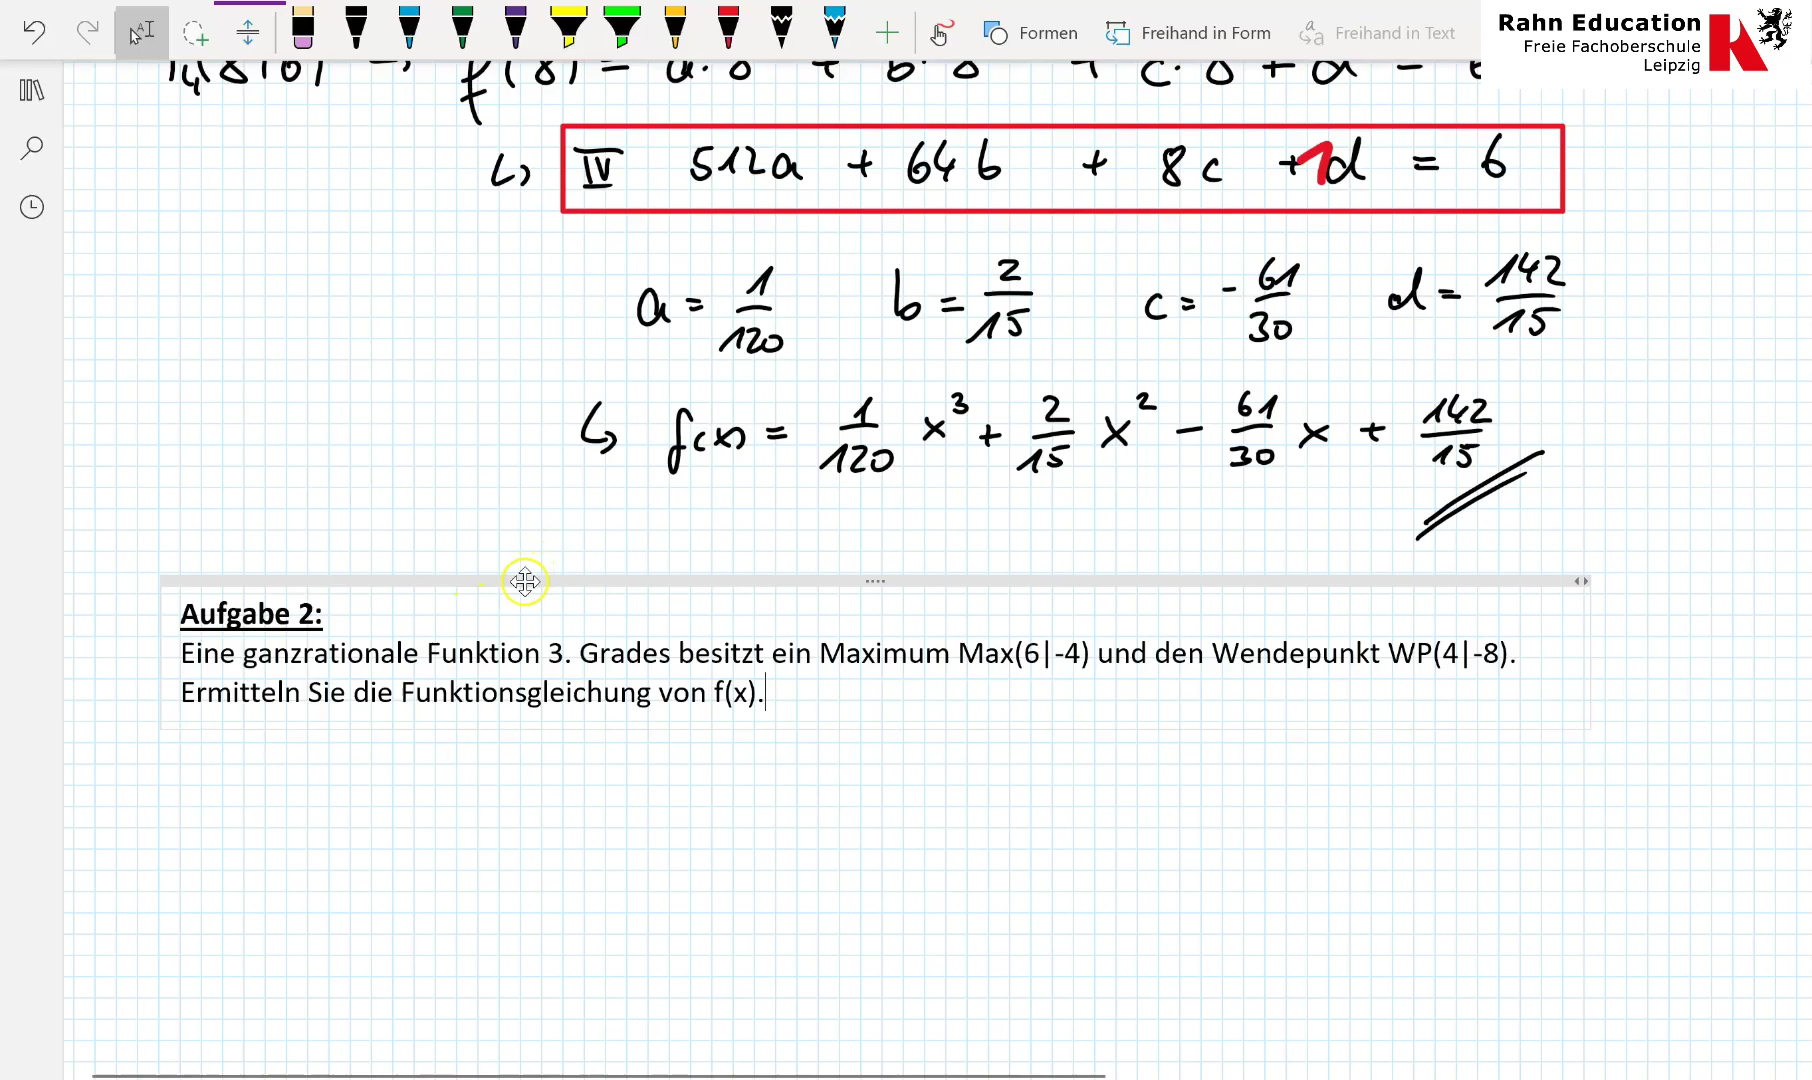 Formen Freihand in Form Freihand in Text
Rahn Education
Freie Fachoberschule
Leipzig
IV 512a + 64b + 8c + 1d = 6
a = 1/120 b = 2/15 c = -61/30 d = 142/15
f(x) = 1/120 x³ + 2/15 x² - 61/30 x + 142/15
Aufgabe 2:
Eine ganzrationale Funktion 3. Grades besitzt ein Maximum Max(6|-4) und den Wendepunkt WP(4|-8).
Ermitteln Sie die Funktionsgleichung von f(x).